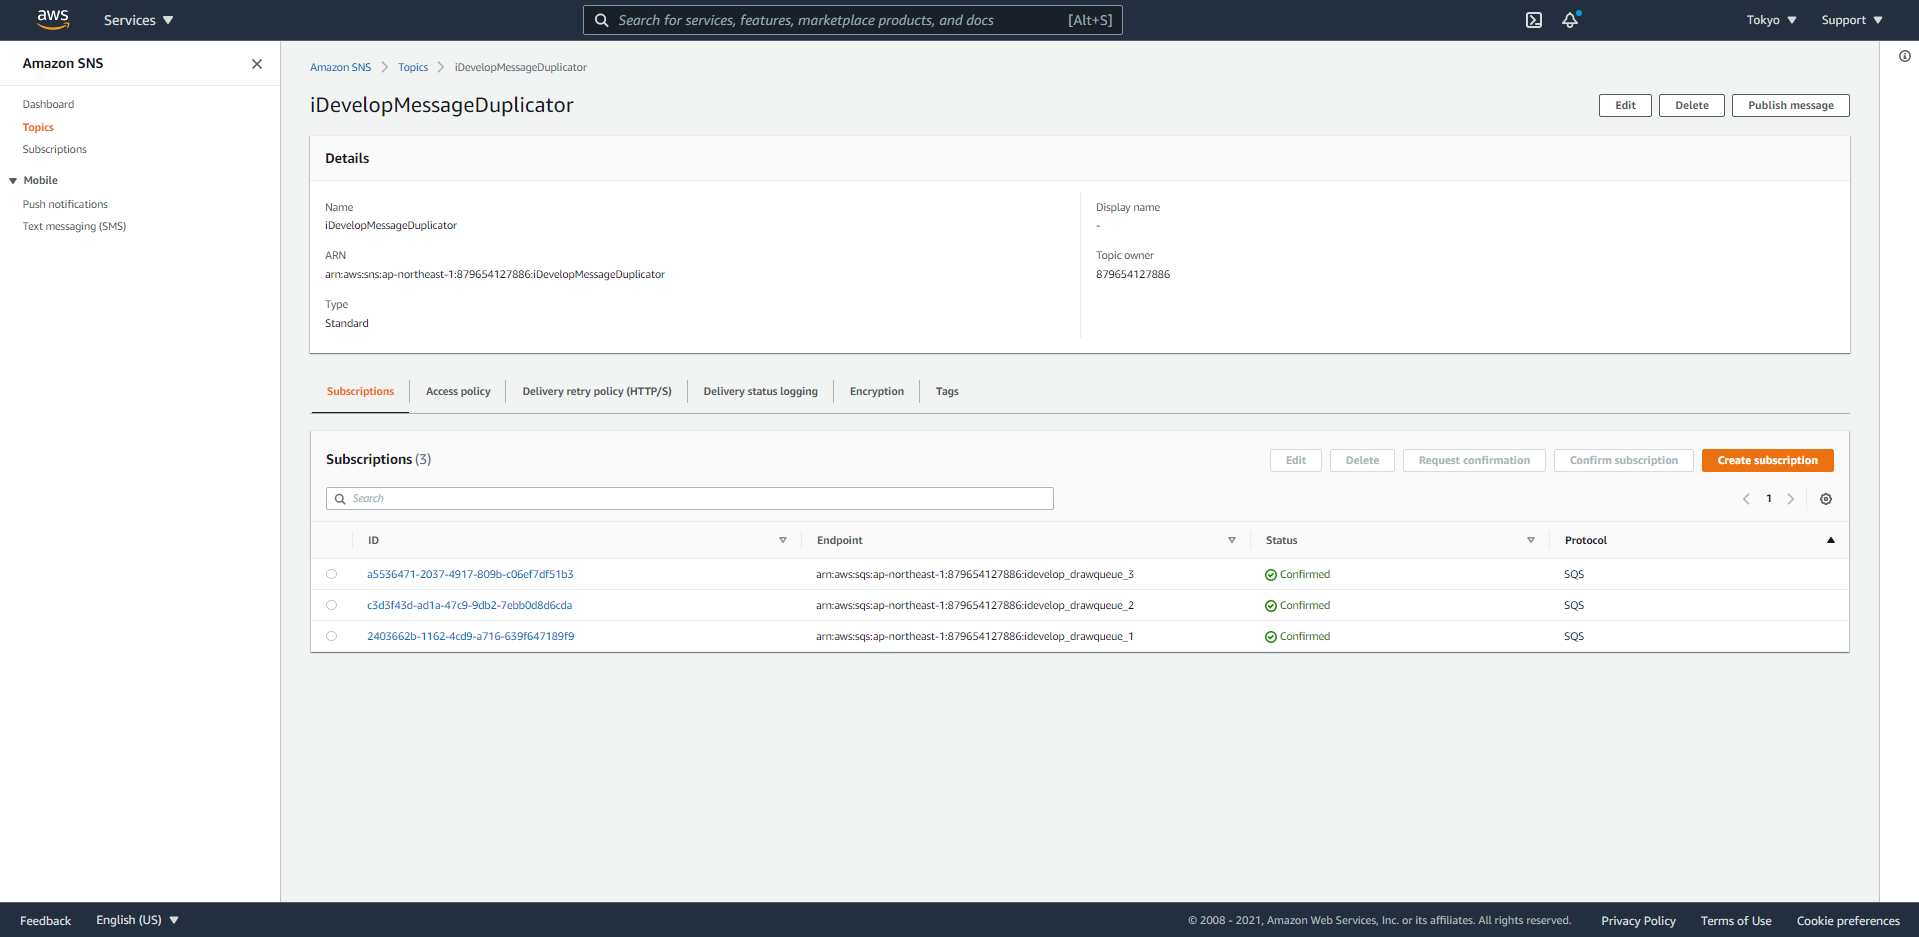 aws Services Search for services, features, marketplace products, and docs [Alt+S] Tokyo Support
Amazon SNS
Dashboard
Topics
Subscriptions
Mobile
Push notifications
Text messaging (SMS)
Amazon SNS Topics iDevelopMessageDuplicator
iDevelopMessageDuplicator Edit Delete Publish message
Details
Name
iDevelopMessageDuplicator
ARN
arn:aws:sns:ap-northeast-1:879654127886:iDevelopMessageDuplicator
Type
Standard
Display name
-
Topic owner
879654127886
Subscriptions Access policy Delivery retry policy (HTTP/S) Delivery status logging Encryption Tags
Subscriptions (3) Edit Delete Request confirmation Confirm subscription Create subscription
Search 1
ID Endpoint Status Protocol
a5536471-2037-4917-809b-c06ef7df51b3 arn:aws:sqs:ap-northeast-1:879654127886:idevelop_drawqueue_3 Confirmed SQS
c3d3f43d-ad1a-47c9-9db2-7ebb0d8d6cda arn:aws:sqs:ap-northeast-1:879654127886:idevelop_drawqueue_2 Confirmed SQS
2403662b-1162-4cd9-a716-639f647189f9 arn:aws:sqs:ap-northeast-1:879654127886:idevelop_drawqueue_1 Confirmed SQS
Feedback English (US) © 2008 - 2021, Amazon Web Services, Inc. or its affiliates. All rights reserved. Privacy Policy Terms of Use Cookie preferences